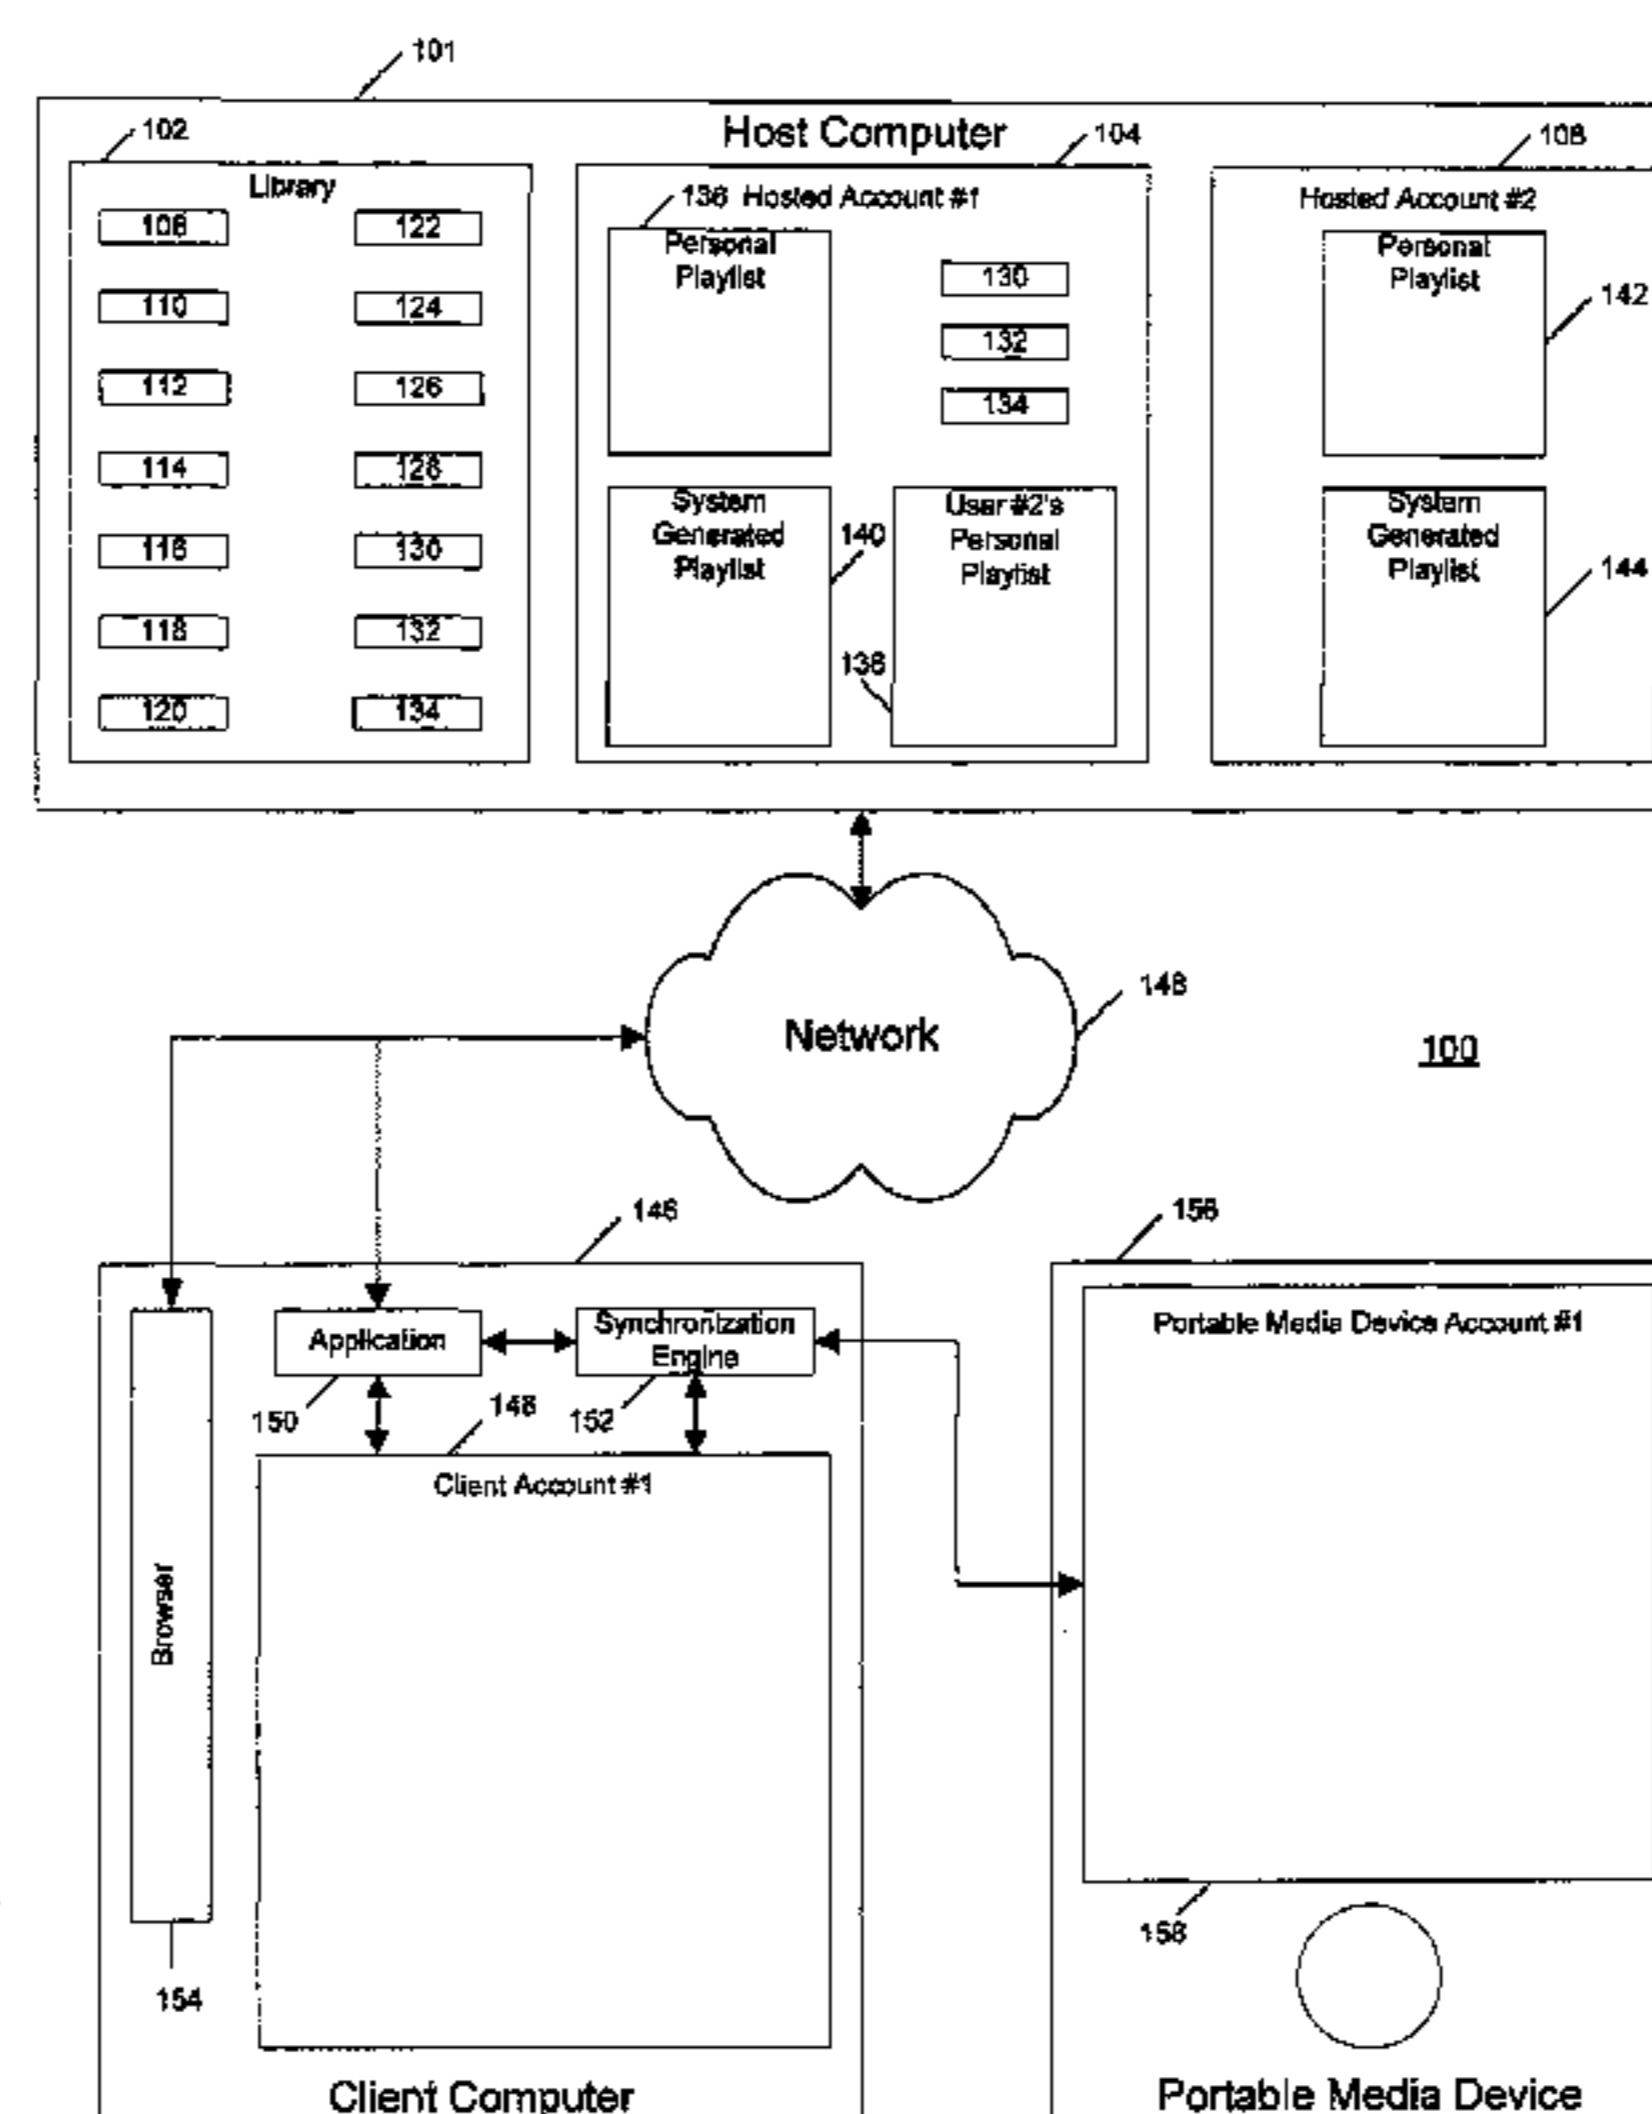 101
Host Computer
102
104
108
Library
136 Hosted Account #1
Hosted Account #2
108
122
Personal
Playlist
130
Personal
Playlist
142
110
124
132
112
126
134
114
128
System
Generated
Playlist
140
User #2's
Personal
Playlist
System
Generated
Playlist
144
116
130
118
132
138
120
134
Network
148
100
146
156
Application
Synchronization
Engine
Portable Media Device Account #1
150
148
152
Client Account #1
Browser
158
154
Client Computer
Portable Media Device